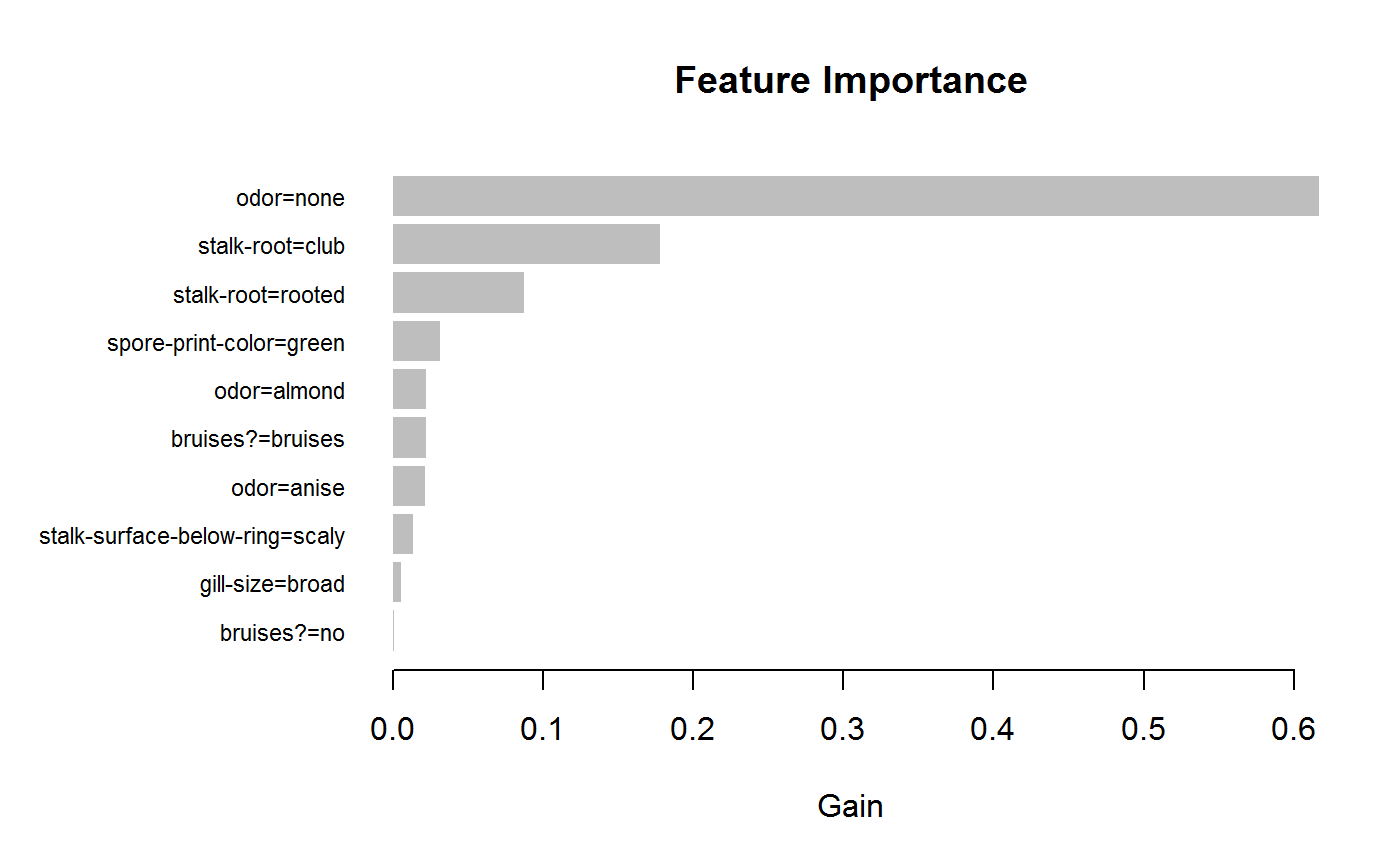 Feature Importance
odor=none
stalk-root=club
stalk-root=rooted
spore-print-color=green
odor=almond
bruises?=bruises
odor=anise
stalk-surface-below-ring=scaly
gill-size=broad
bruises?=no
0.0 0.1 0.2 0.3 0.4 0.5 0.6
Gain